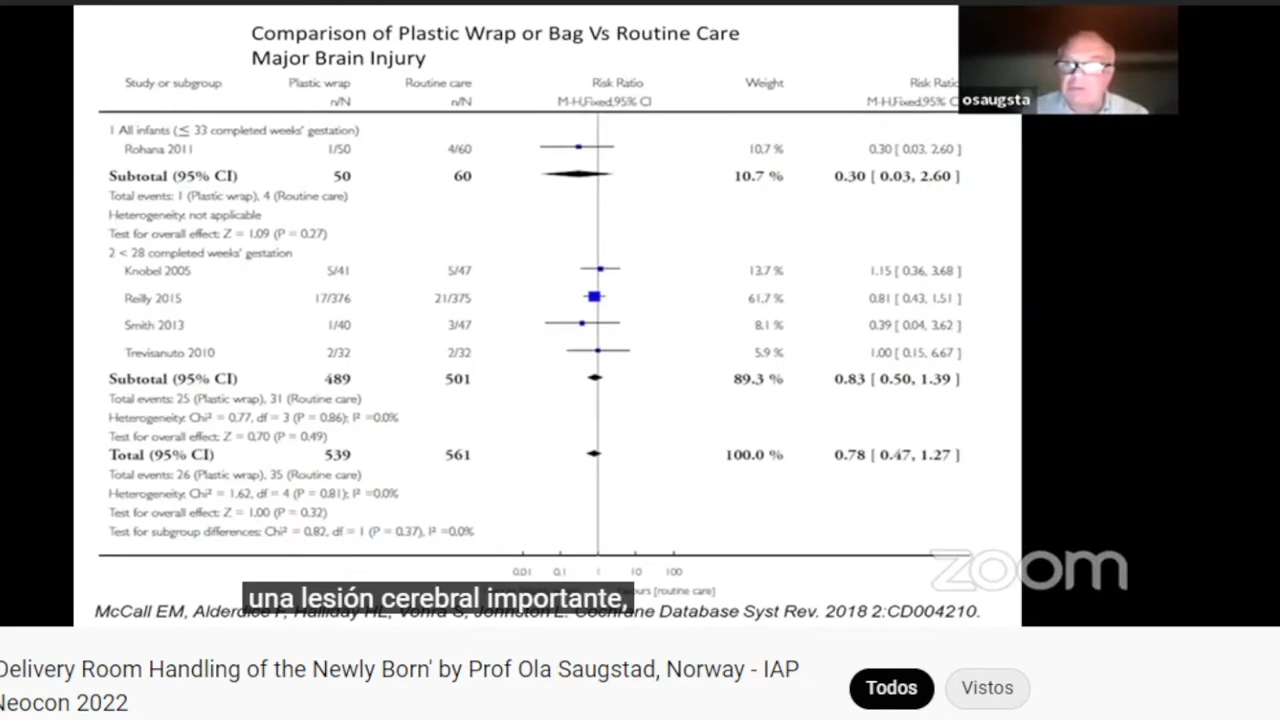 Comparison of Plastic Wrap or Bag Vs Routine Care
Major Brain Injury
Study or subgroup Plastic wrap Routine care Risk Ratio Weight Risk Ratio
n/N n/N M-H,Fixed,95% CI M-H,Fixed,95% C
osaugsta
1 All infants (≤ 33 completed weeks' gestation)
Rohana 2011 1/50 4/60 10.7 % 0.30 [ 0.03, 2.60 ]
Subtotal (95% CI) 50 60 10.7 % 0.30 [ 0.03, 2.60 ]
Total events: 1 (Plastic wrap), 4 (Routine care)
Heterogeneity: not applicable
Test for overall effect: Z = 1.09 (P = 0.27)
2 < 28 completed weeks' gestation
Knobel 2005 5/41 5/47 13.7 % 1.15 [ 0.36, 3.68 ]
Reilly 2015 17/376 21/375 61.7 % 0.81 [ 0.43, 1.51 ]
Smith 2013 1/40 3/47 8.1 % 0.39 [ 0.04, 3.62 ]
Trevisanuto 2010 2/32 2/32 5.9 % 1.00 [ 0.15, 6.67 ]
Subtotal (95% CI) 489 501 89.3 % 0.83 [ 0.50, 1.39 ]
Total events: 25 (Plastic wrap), 31 (Routine care)
Heterogeneity: Chi² = 0.77, df = 3 (P = 0.86); I² =0.0%
Test for overall effect: Z = 0.70 (P = 0.49)
Total (95% CI) 539 561 100.0 % 0.78 [ 0.47, 1.27 ]
Total events: 26 (Plastic wrap), 35 (Routine care)
Heterogeneity: Chi² = 1.62, df = 4 (P = 0.81); I² =0.0%
Test for overall effect: Z = 1.00 (P = 0.32)
Test for subgroup differences: Chi² = 0.82, df = 1 (P = 0.37), I² =0.0%
0.01 0.1 1 10 100
zoom
[routine care]
una lesión cerebral importante,
McCall EM, Alderdice F, Halliday HL, Vohra S, Johnston L. Cochrane Database Syst Rev. 2018 2:CD004210.
Delivery Room Handling of the Newly Born' by Prof Ola Saugstad, Norway - IAP
Neocon 2022
Todos
Vistos